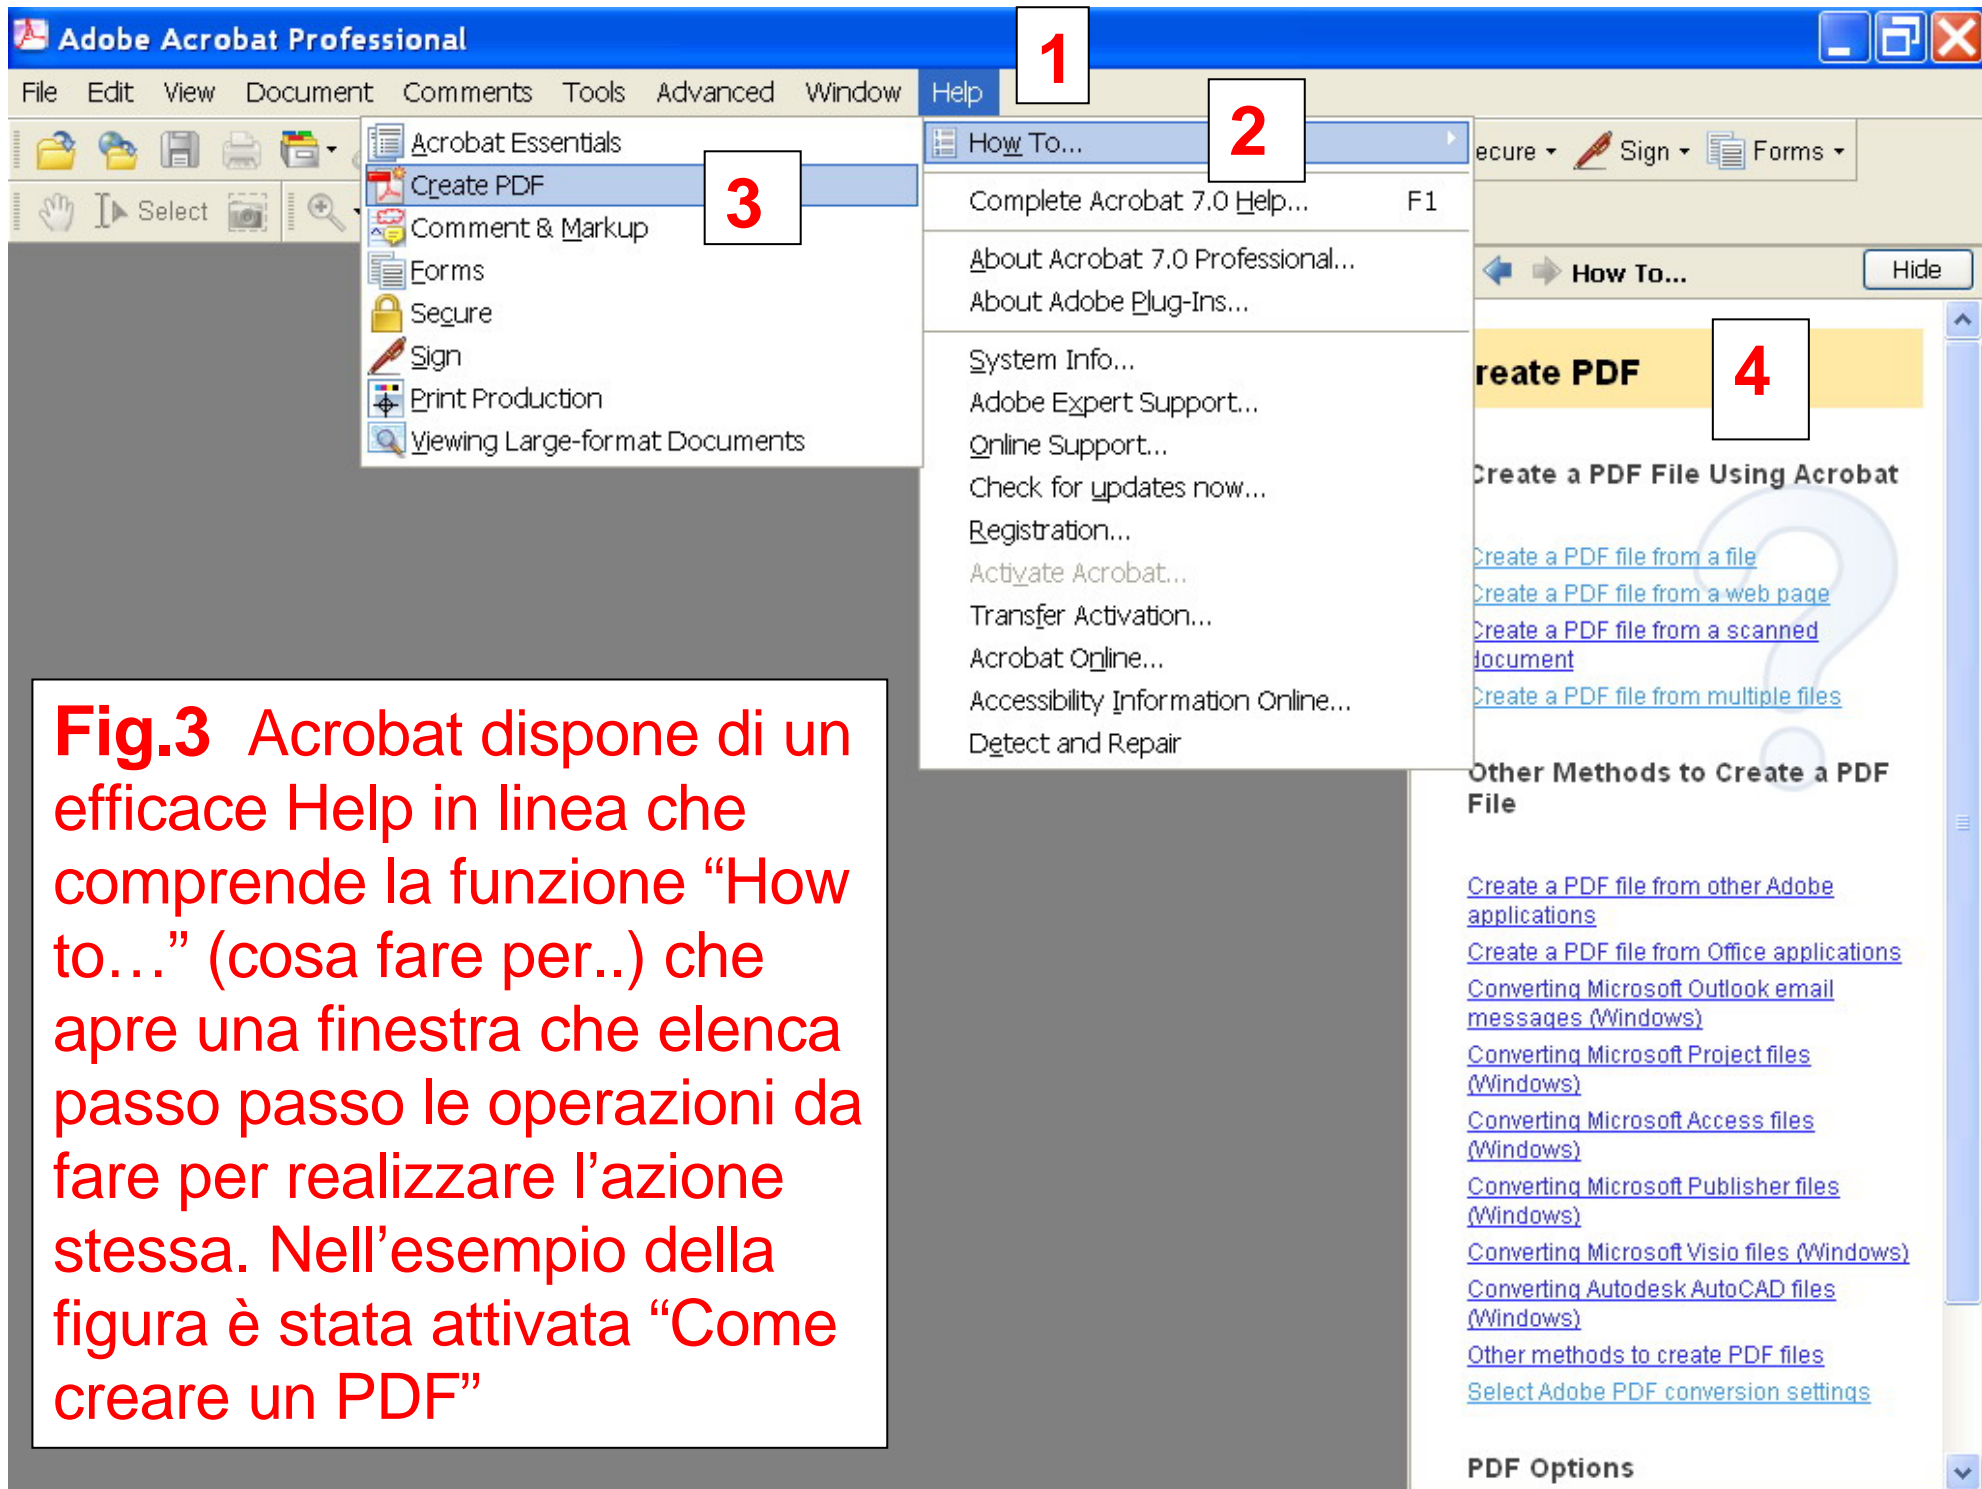 Adobe Acrobat Professional
1
File Edit View Document Comments Tools Advanced Window Help
2
Acrobat Essentials
Create PDF
3
Comment & Markup
Forms
Secure
Sign
Print Production
Viewing Large-format Documents
How To...
Complete Acrobat 7.0 Help... F1
About Acrobat 7.0 Professional...
About Adobe Plug-Ins...
System Info...
Adobe Expert Support...
Online Support...
Check for updates now...
Registration...
Activate Acrobat...
Transfer Activation...
Acrobat Online...
Accessibility Information Online...
Detect and Repair
ecure Sign Forms
Select
How To... Hide
reate PDF
4
Create a PDF File Using Acrobat
Create a PDF file from a file
Create a PDF file from a web page
Create a PDF file from a scanned
document
Create a PDF file from multiple files
Other Methods to Create a PDF
File
Create a PDF file from other Adobe
applications
Create a PDF file from Office applications
Converting Microsoft Outlook email
messages (Windows)
Converting Microsoft Project files
(Windows)
Converting Microsoft Access files
(Windows)
Converting Microsoft Publisher files
(Windows)
Converting Microsoft Visio files (Windows)
Converting Autodesk AutoCAD files
(Windows)
Other methods to create PDF files
Select Adobe PDF conversion settings
PDF Options
Fig.3 Acrobat dispone di un
efficace Help in linea che
comprende la funzione “How
to…” (cosa fare per..) che
apre una finestra che elenca
passo passo le operazioni da
fare per realizzare l’azione
stessa. Nell’esempio della
figura è stata attivata “Come
creare un PDF”